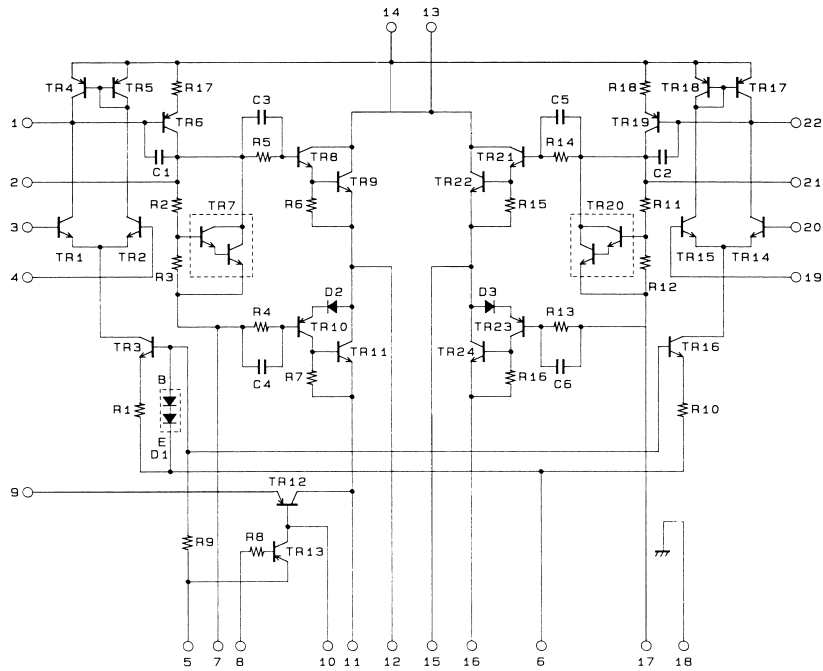 14 13
TR4 TR5 R17 R18 TR18 TR17
C3 C5
1 TR6 TR19 22
R5 R14
C1 TR8 TR21 C2
2 TR9 TR22 21
R2 TR7 R6 R15 TR20 R11
3 20
TR1 TR2 TR15 TR14
4 R3 R12 19
D2 D3
R4 R13
TR3 TR10 TR23 TR16
TR11 TR24
R7 C4 C6 R16
B
R1 R10
E
D1
TR12
9
R9 R8 TR13
5 7 8 10 11 12 15 16 6 17 18